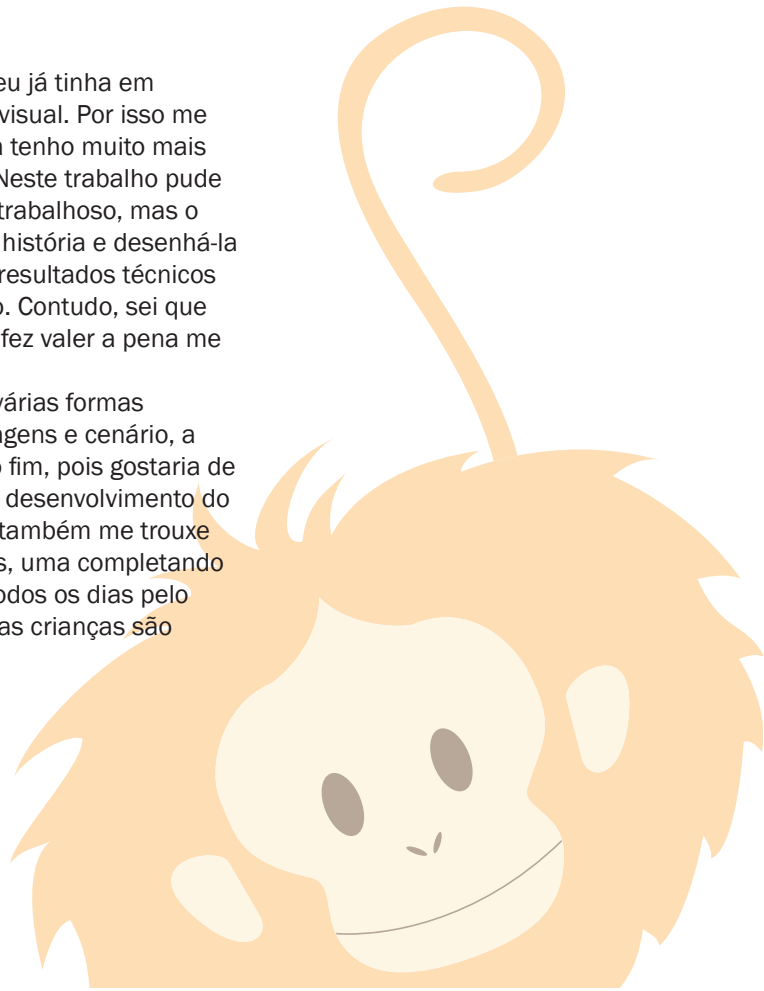 eu já tinha em
visual. Por isso me
tenho muito mais
Neste trabalho pude
trabalhoso, mas o
história e desenhá-la
resultados técnicos
Contudo, sei que
fez valer a pena me
várias formas
gens e cenário, a
fim, pois gostaria de
desenvolvimento do
também me trouxe
s, uma completando
odos os dias pelo
as crianças são